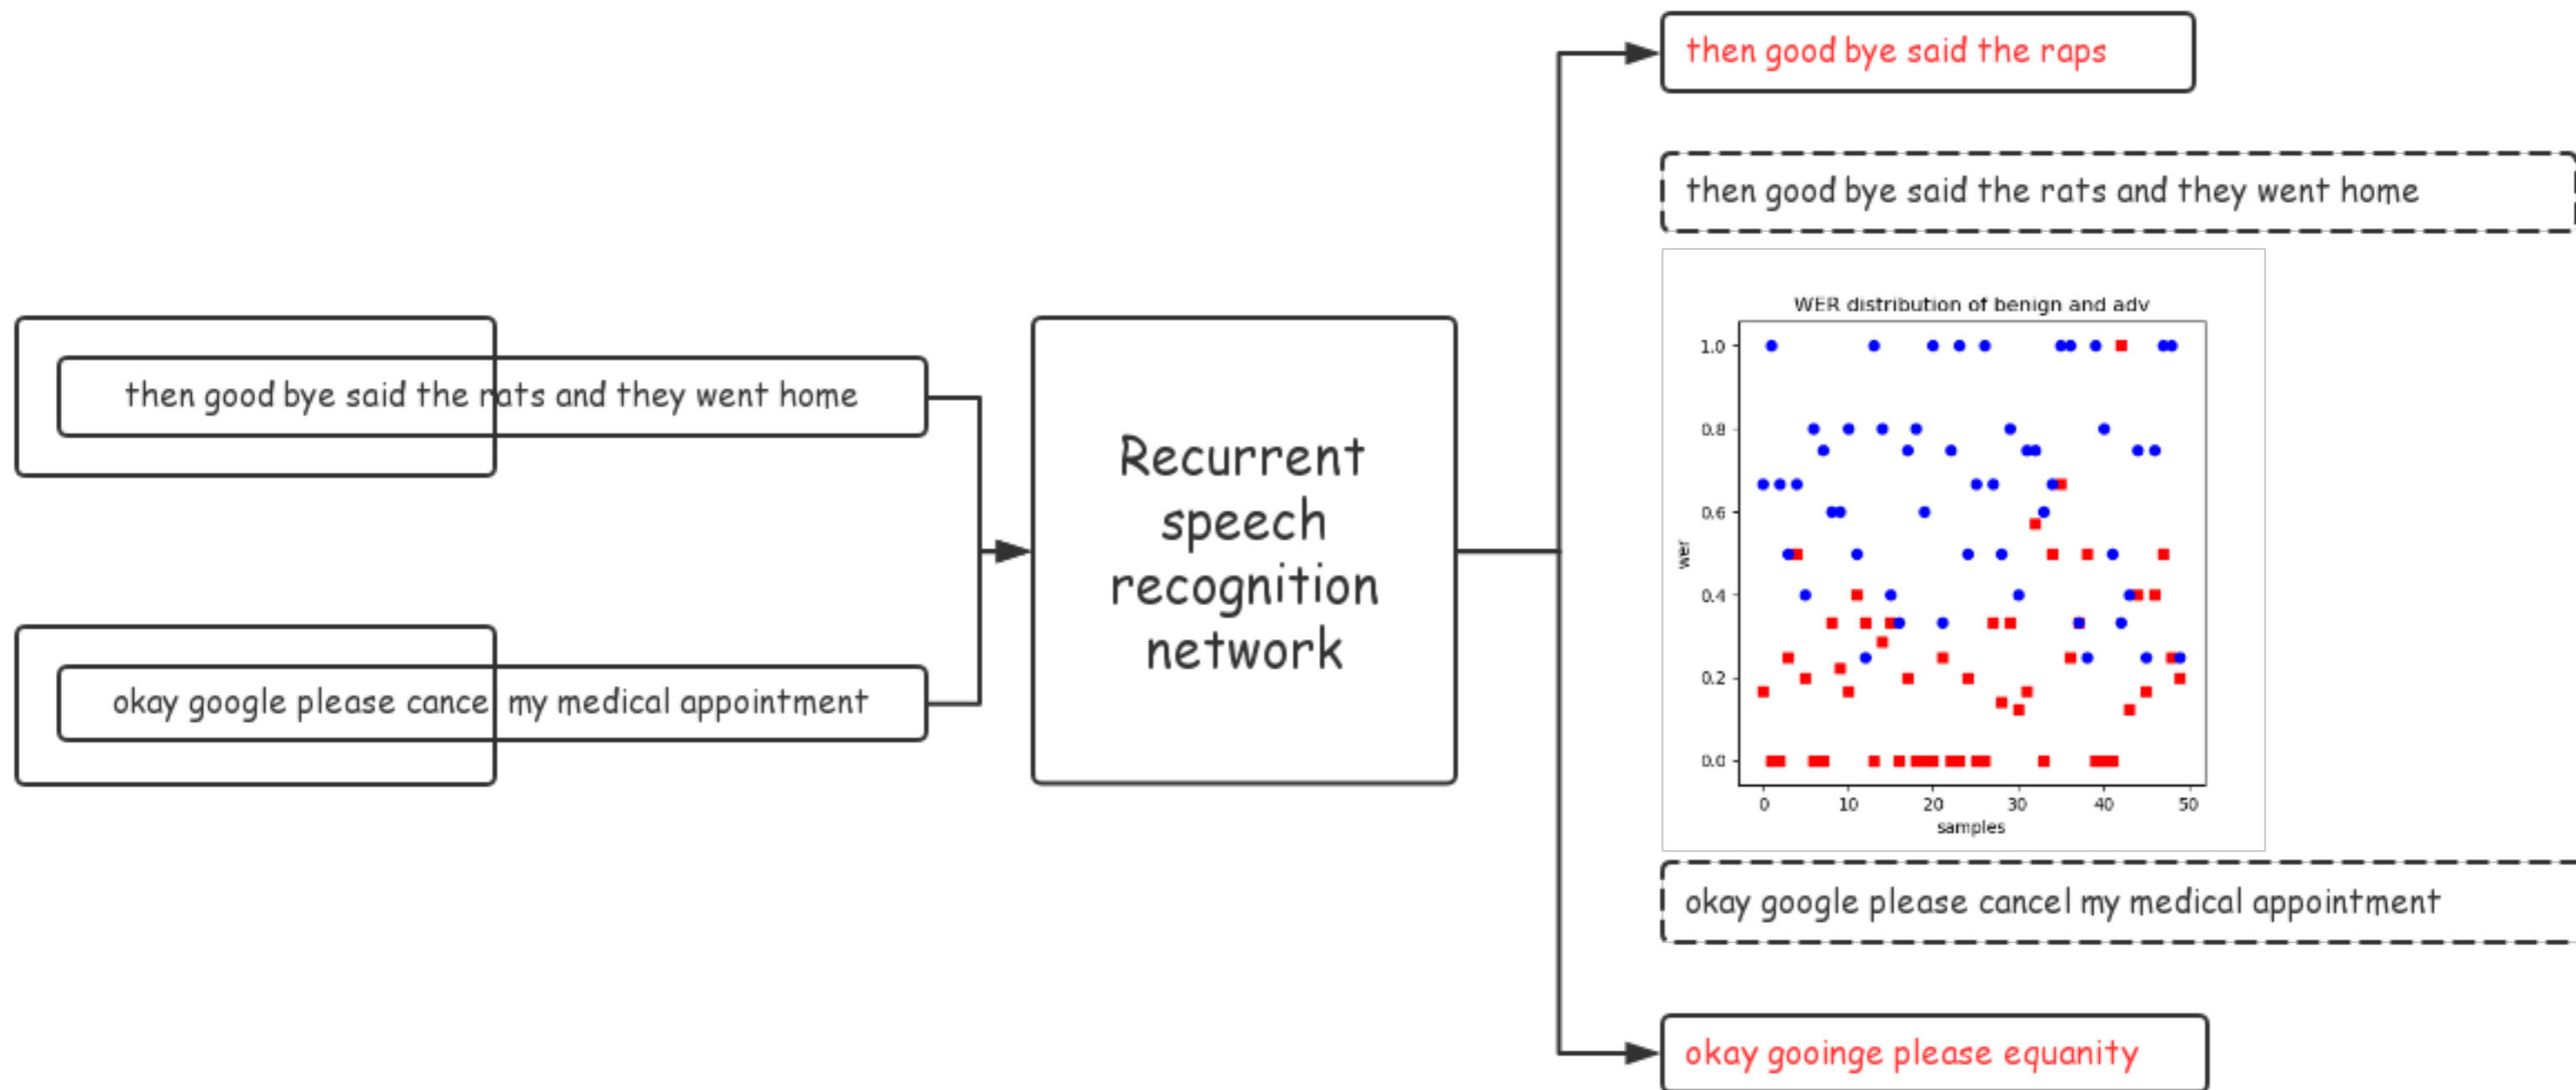 then good bye said the raps
then good bye said the rats and they went home
then good bye said the rats and they went home
okay google please cancel my medical appointment
Recurrent
speech
recognition
network
WER distribution of benign and adv
wer
1.0
0.8
0.6
0.4
0.2
0.0
0 10 20 30 40 50
samples
okay google please cancel my medical appointment
okay gooinge please equanity